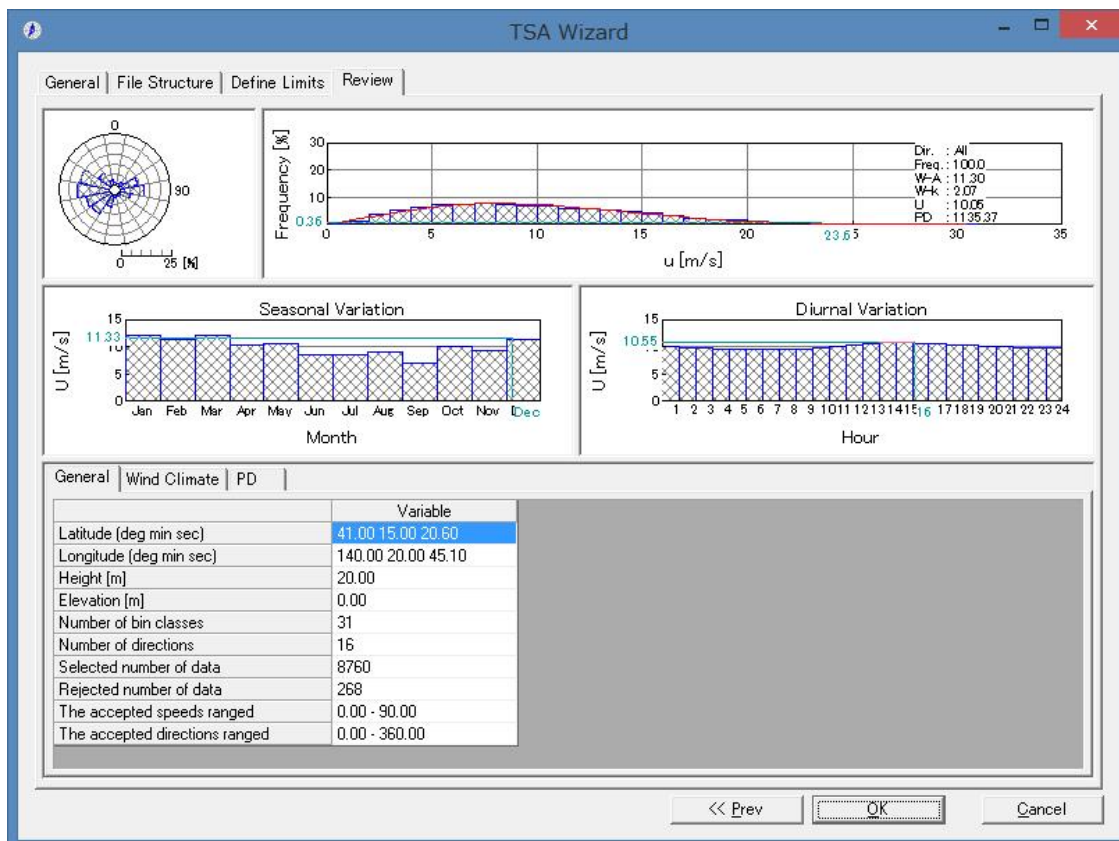 TSA Wizard
General File Structure Define Limits Review
0
90
0 25 [%]
Frequency [%]
30
20
10
0.36
0 5 10 15 20 23.65 30 35
u [m/s]
Dir. : All
Freq. : 100.0
W-A : 11.30
W-k : 2.07
U : 10.05
PD : 1135.37
Seasonal Variation
U [m/s]
15
11.33
10
5
0
Jan Feb Mar Apr May Jun Jul Aug Sep Oct Nov Dec
Month
Diurnal Variation
U [m/s]
15
10.55
5
0
1 2 3 4 5 6 7 8 9 10 11 12 13 14 15 16 17 18 19 20 21 22 23 24
Hour
General Wind Climate PD
Variable
Latitude (deg min sec) 41.00 15.00 20.60
Longitude (deg min sec) 140.00 20.00 45.10
Height [m] 20.00
Elevation [m] 0.00
Number of bin classes 31
Number of directions 16
Selected number of data 8760
Rejected number of data 268
The accepted speeds ranged 0.00 - 90.00
The accepted directions ranged 0.00 - 360.00
<< Prev OK Cancel